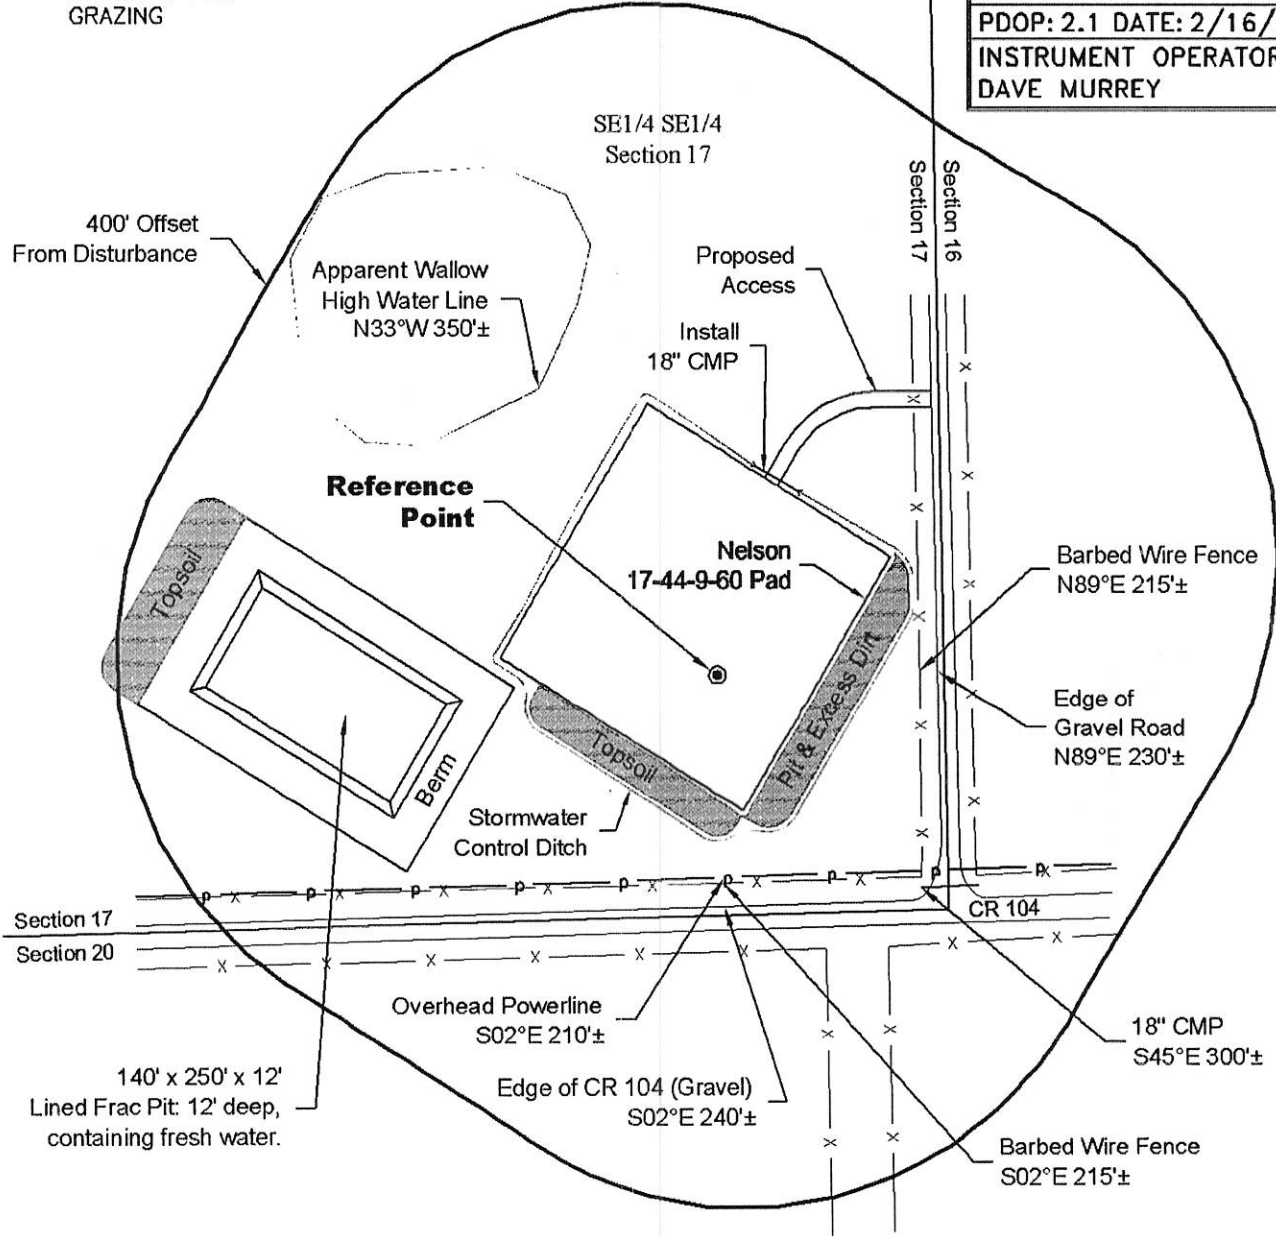 GRAZING
PDOP: 2.1 DATE: 2/16/
INSTRUMENT OPERATOR
DAVE MURREY
SE1/4 SE1/4
Section 17
Section 17
Section 16
400' Offset
From Disturbance
Apparent Wallow
High Water Line
N33°W 350'±
Proposed
Access
Install
18" CMP
Reference
Point
Nelson
17-44-9-60 Pad
Barbed Wire Fence
N89°E 215'±
Edge of
Gravel Road
N89°E 230'±
Topsoil
Berm
Topsoil
Pit & Excess Dirt
Stormwater
Control Ditch
Section 17
Section 20
CR 104
Overhead Powerline
S02°E 210'±
18" CMP
S45°E 300'±
140' x 250' x 12'
Lined Frac Pit: 12' deep,
containing fresh water.
Edge of CR 104 (Gravel)
S02°E 240'±
Barbed Wire Fence
S02°E 215'±